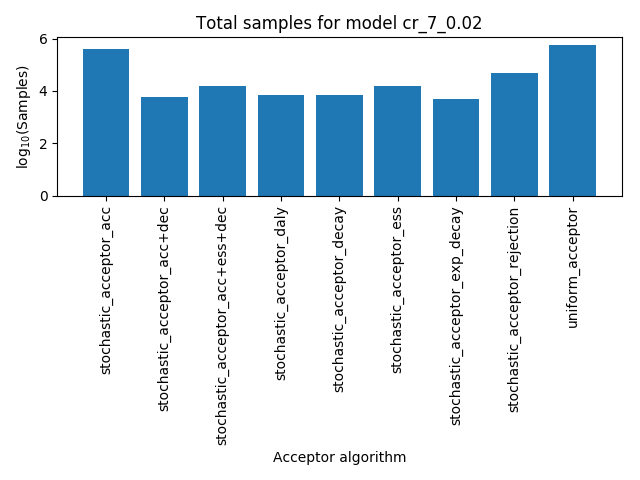 Total samples for model cr_7_0.02
log10(Samples)
6
4
2
0
stochastic_acceptor_acc
stochastic_acceptor_acc+dec
stochastic_acceptor_acc+ess+dec
stochastic_acceptor_daly
stochastic_acceptor_decay
stochastic_acceptor_ess
stochastic_acceptor_exp_decay
stochastic_acceptor_rejection
uniform_acceptor
Acceptor algorithm